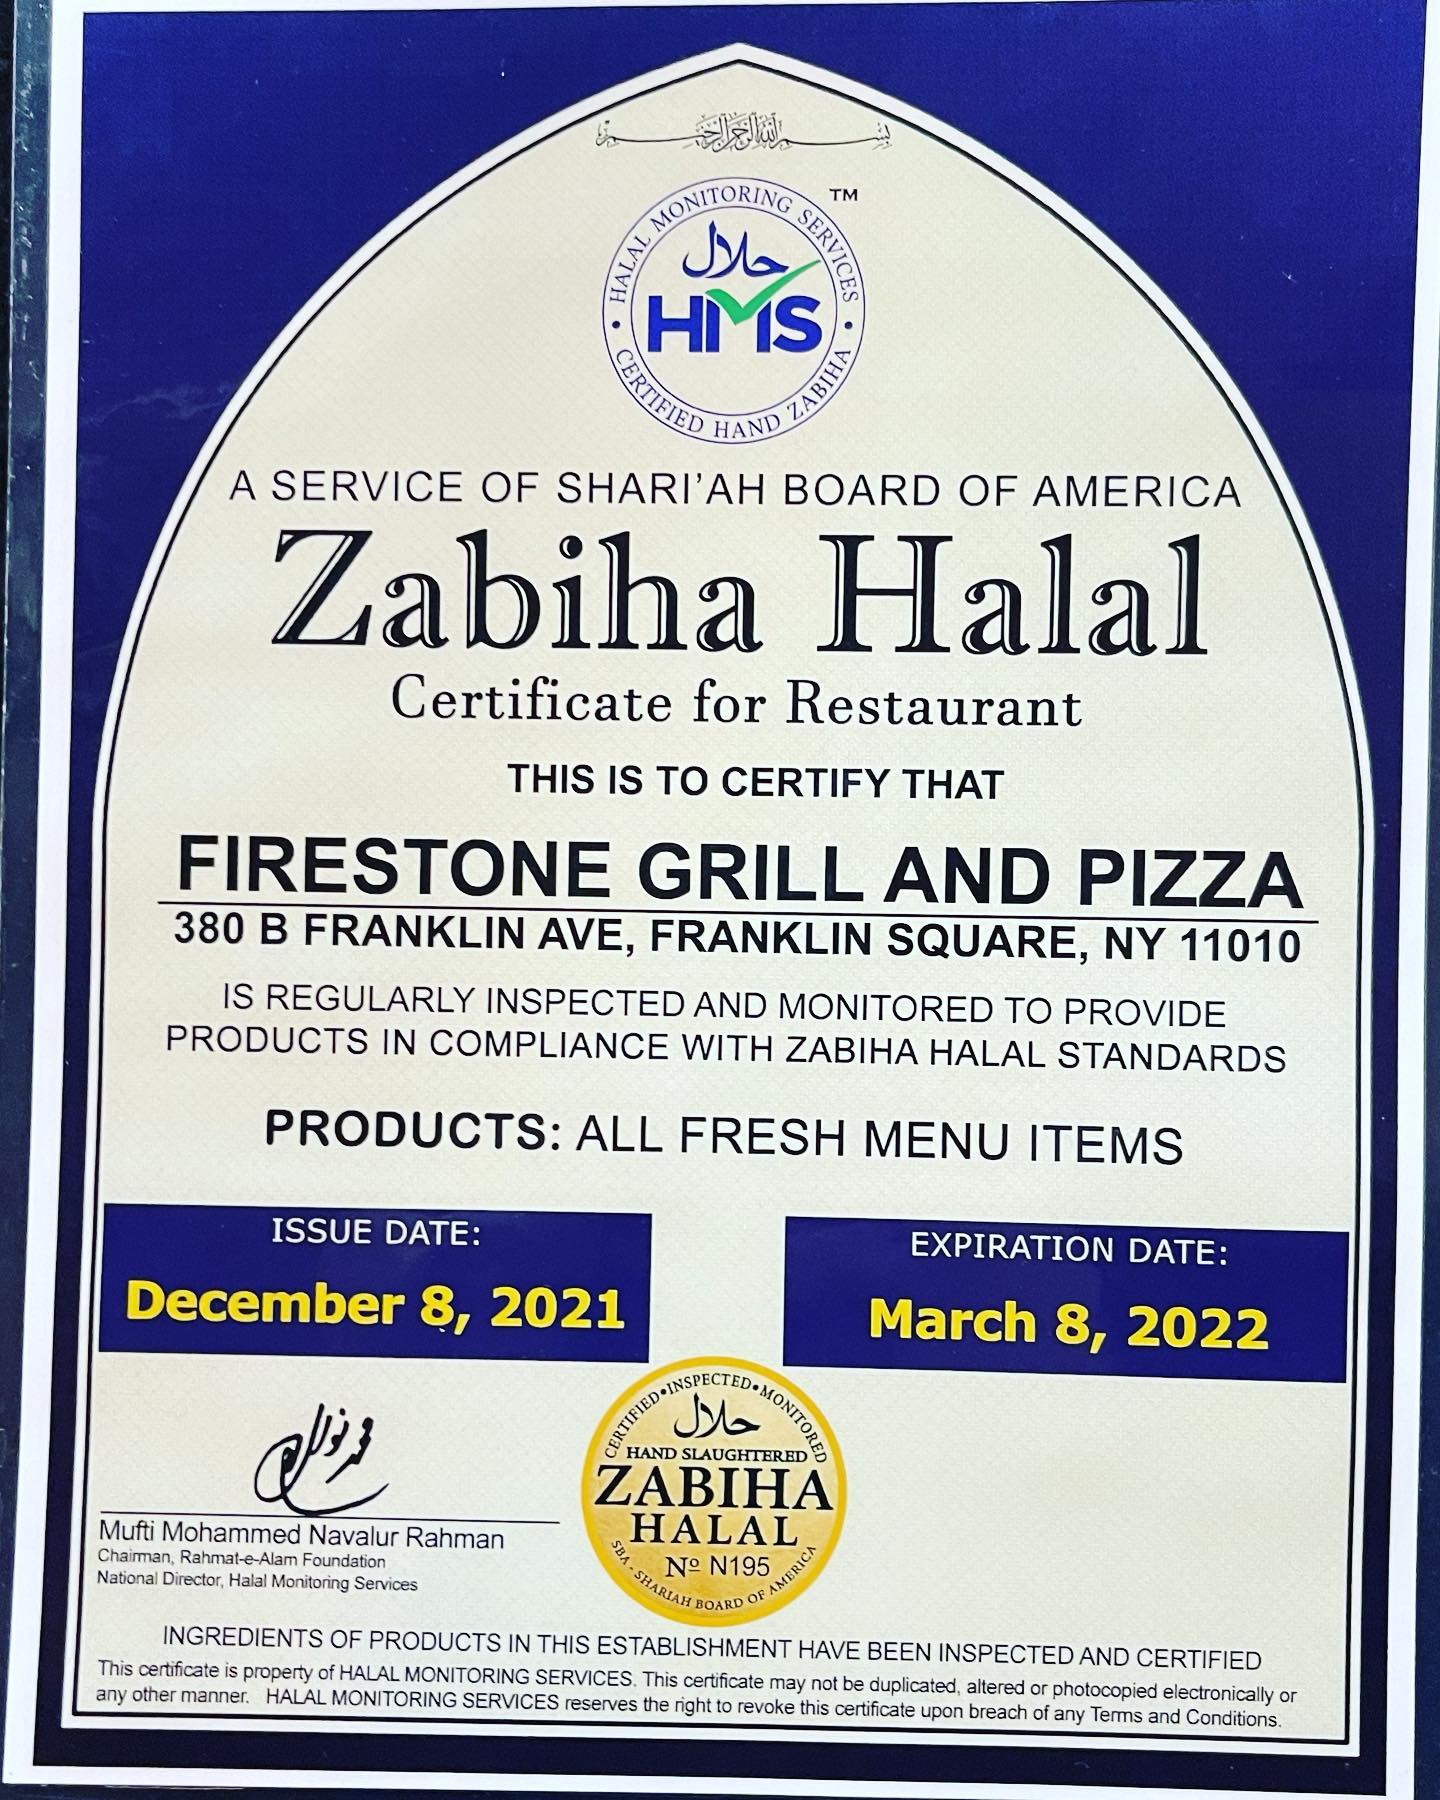 بسم الله الرحمن الرحيم
HALAL MONITORING SERVICES
TM
حلال
HMS
CERTIFIED HAND ZABIHA
A SERVICE OF SHARI'AH BOARD OF AMERICA
Zabiha Halal
Certificate for Restaurant
THIS IS TO CERTIFY THAT
FIRESTONE GRILL AND PIZZA
380 B FRANKLIN AVE, FRANKLIN SQUARE, NY 11010
IS REGULARLY INSPECTED AND MONITORED TO PROVIDE
PRODUCTS IN COMPLIANCE WITH ZABIHA HALAL STANDARDS
PRODUCTS: ALL FRESH MENU ITEMS
ISSUE DATE:
December 8, 2021
EXPIRATION DATE:
March 8, 2022
Mufti Mohammed Navalur Rahman
Chairman, Rahmat-e-Alam Foundation
National Director, Halal Monitoring Services
CERTIFIED • INSPECTED • MONITORED
حلال
HAND SLAUGHTERED
ZABIHA
HALAL
Nº N195
SBA - SHARIAH BOARD OF AMERICA
INGREDIENTS OF PRODUCTS IN THIS ESTABLISHMENT HAVE BEEN INSPECTED AND CERTIFIED
This certificate is property of HALAL MONITORING SERVICES. This certificate may not be duplicated, altered or photocopied electronically or
any other manner. HALAL MONITORING SERVICES reserves the right to revoke this certificate upon breach of any Terms and Conditions.